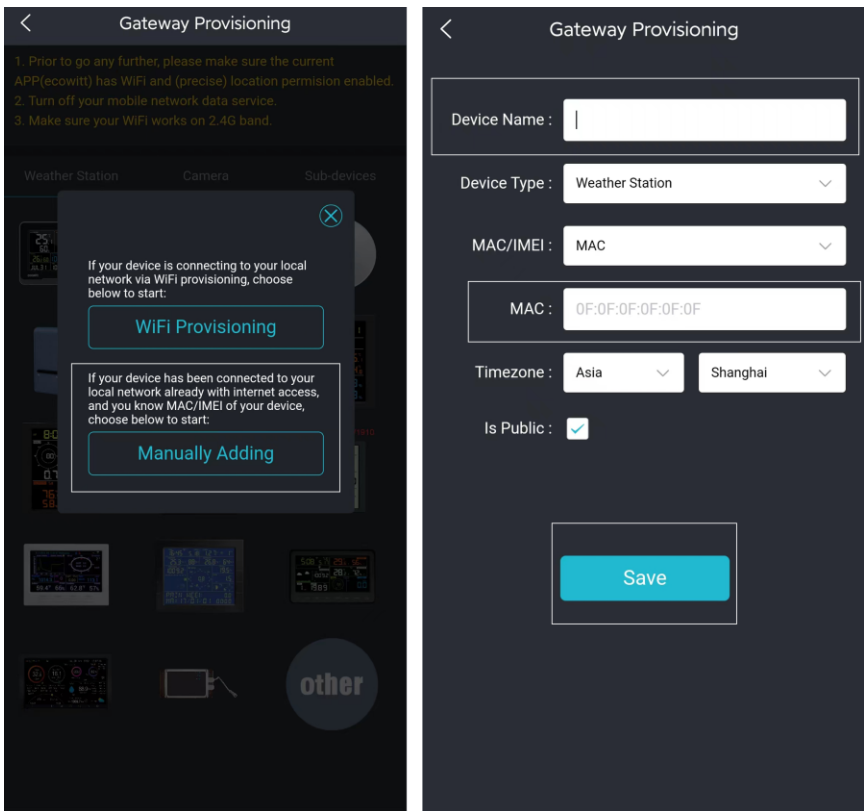 Gateway Provisioning
1. Prior to go any further, please make sure the current
APP(ecowitt) has WiFi and (precise) location permision enabled.
2. Turn off your mobile network data service.
3. Make sure your WiFi works on 2.4G band.
Weather Station
Camera
Sub-devices
If your device is connecting to your local
network via WiFi provisioning, choose
below to start:
WiFi Provisioning
If your device has been connected to your
local network already with internet access,
and you know MAC/IMEI of your device,
choose below to start:
Manually Adding
other
Gateway Provisioning
Device Name :
Device Type :
Weather Station
MAC/IMEI :
MAC
MAC :
0F:0F:0F:0F:0F:0F
Timezone :
Asia
Shanghai
Is Public :
Save